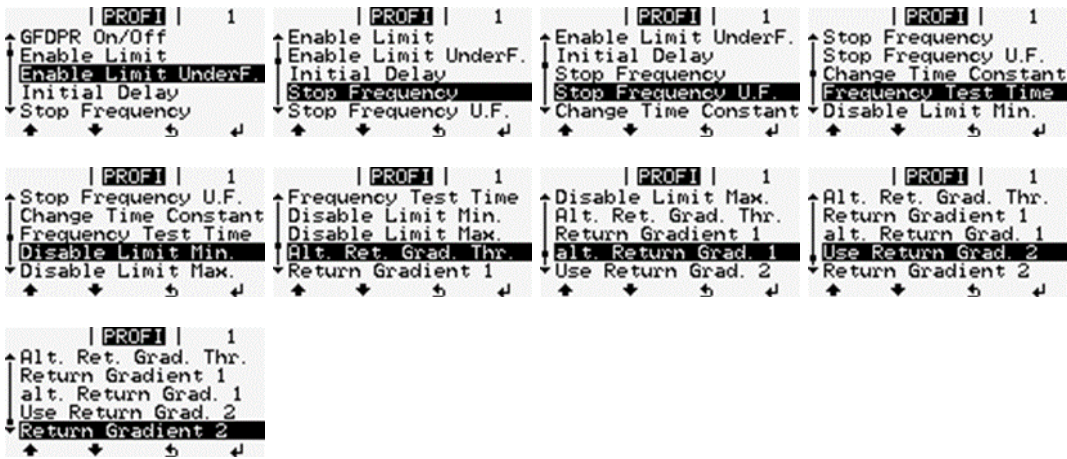 PROFI 1
GFDPR On/Off
Enable Limit
Enable Limit UnderF.
Initial Delay
Stop Frequency
PROFI 1
Enable Limit
Enable Limit UnderF.
Initial Delay
Stop Frequency
Stop Frequency U.F.
PROFI 1
Enable Limit UnderF.
Initial Delay
Stop Frequency
Stop Frequency U.F.
Change Time Constant
PROFI 1
Stop Frequency
Stop Frequency U.F.
Change Time Constant
Frequency Test Time
Disable Limit Min.
PROFI 1
Stop Frequency U.F.
Change Time Constant
Frequency Test Time
Disable Limit Min.
Disable Limit Max.
PROFI 1
Frequency Test Time
Disable Limit Min.
Disable Limit Max.
Alt. Ret. Grad. Thr.
Return Gradient 1
PROFI 1
Disable Limit Max.
Alt. Ret. Grad. Thr.
Return Gradient 1
alt. Return Grad. 1
Use Return Grad. 2
PROFI 1
Alt. Ret. Grad. Thr.
Return Gradient 1
alt. Return Grad. 1
Use Return Grad. 2
Return Gradient 2
PROFI 1
Alt. Ret. Grad. Thr.
Return Gradient 1
alt. Return Grad. 1
Use Return Grad. 2
Return Gradient 2